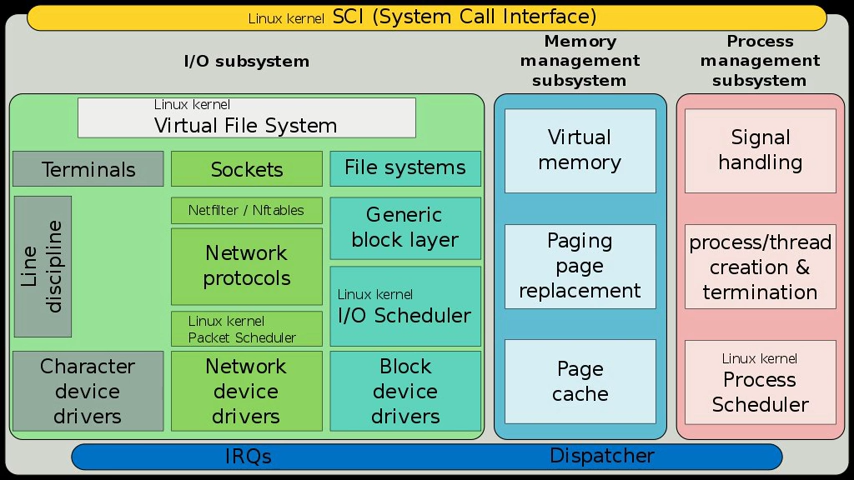 Linux kernel SCI (System Call Interface)
I/O subsystem
Memory
management
subsystem
Process
management
subsystem
Linux kernel
Virtual File System
Terminals
Sockets
File systems
Line
discipline
Netfilter / Nftables
Network
protocols
Linux kernel
Packet Scheduler
Generic
block layer
Linux kernel
I/O Scheduler
Character
device
drivers
Network
device
drivers
Block
device
drivers
Virtual
memory
Paging
page
replacement
Page
cache
Signal
handling
process/thread
creation &
termination
Linux kernel
Process
Scheduler
IRQs
Dispatcher